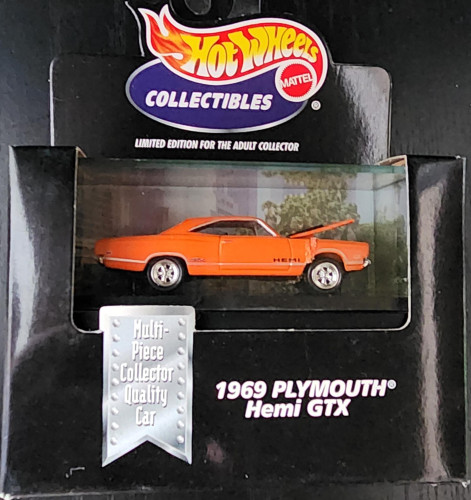 Hot Wheels
MATTEL
®
COLLECTIBLES
LIMITED EDITION FOR THE ADULT COLLECTOR
HEMI
Multi-
Piece
Collector
Quality
Car
1969 PLYMOUTH®
Hemi GTX